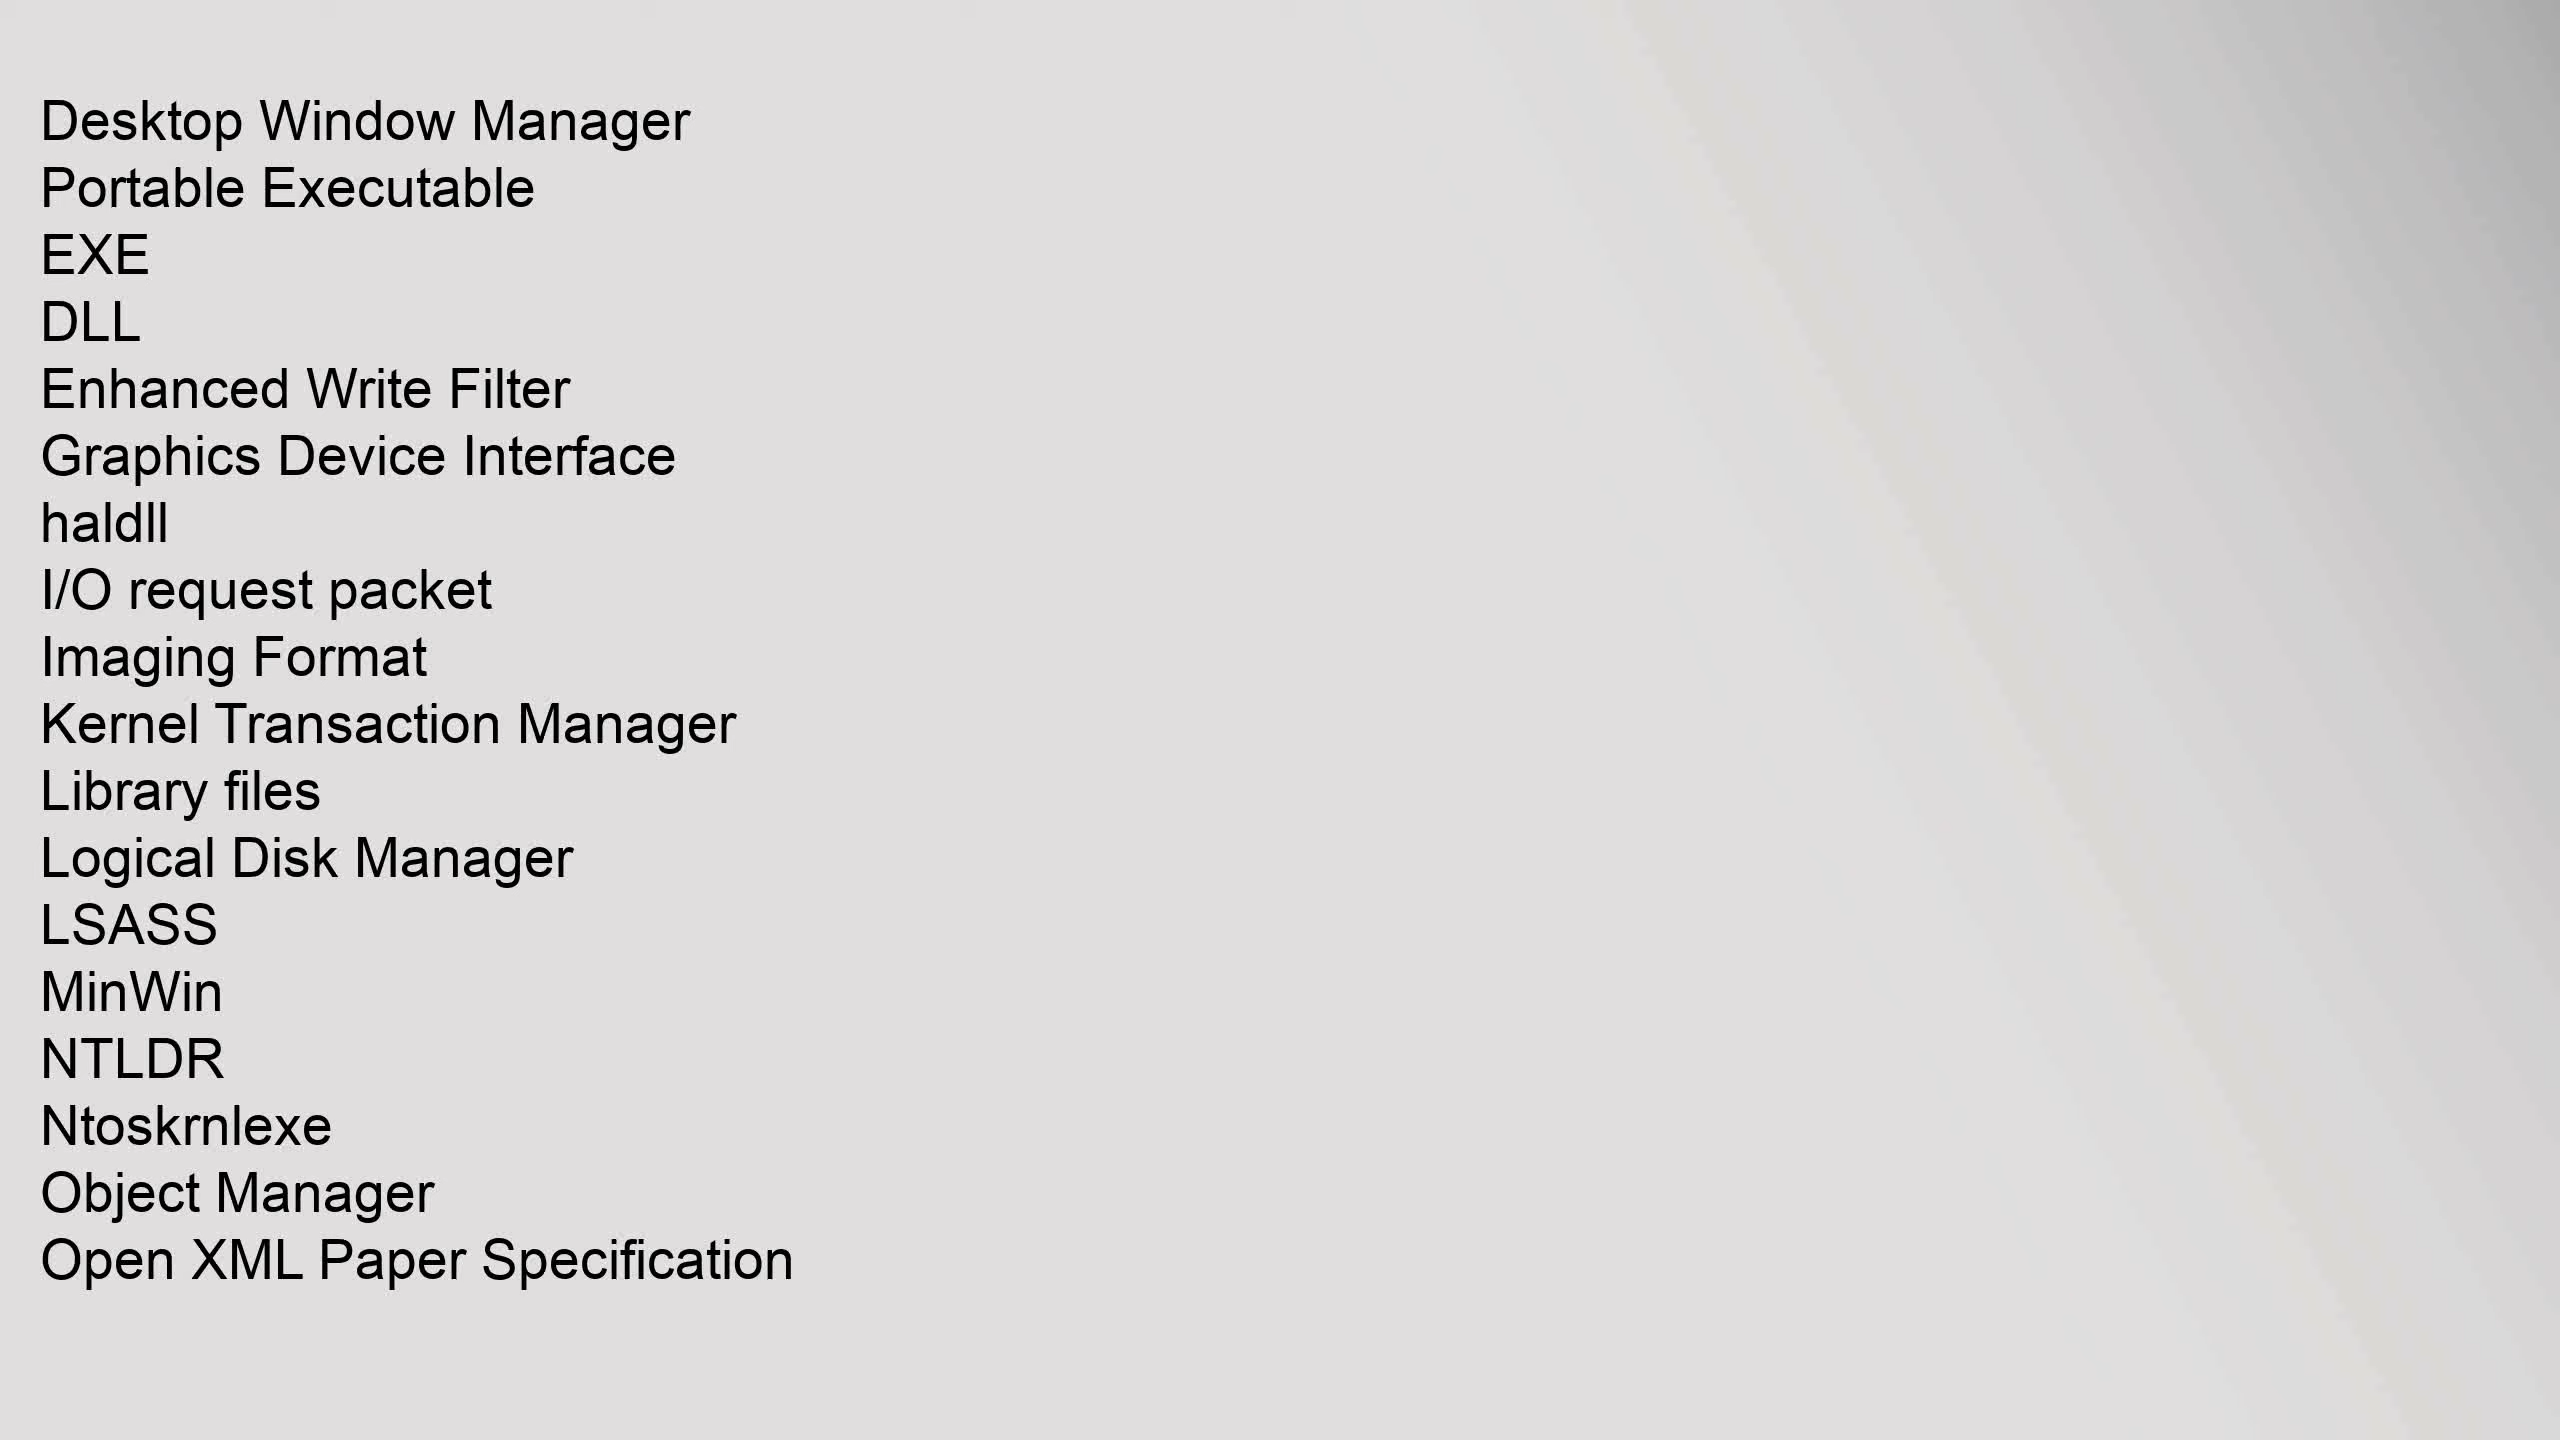 Desktop Window Manager
Portable Executable
EXE
DLL
Enhanced Write Filter
Graphics Device Interface
haldll
I/O request packet
Imaging Format
Kernel Transaction Manager
Library files
Logical Disk Manager
LSASS
MinWin
NTLDR
Ntoskrnlexe
Object Manager
Open XML Paper Specification